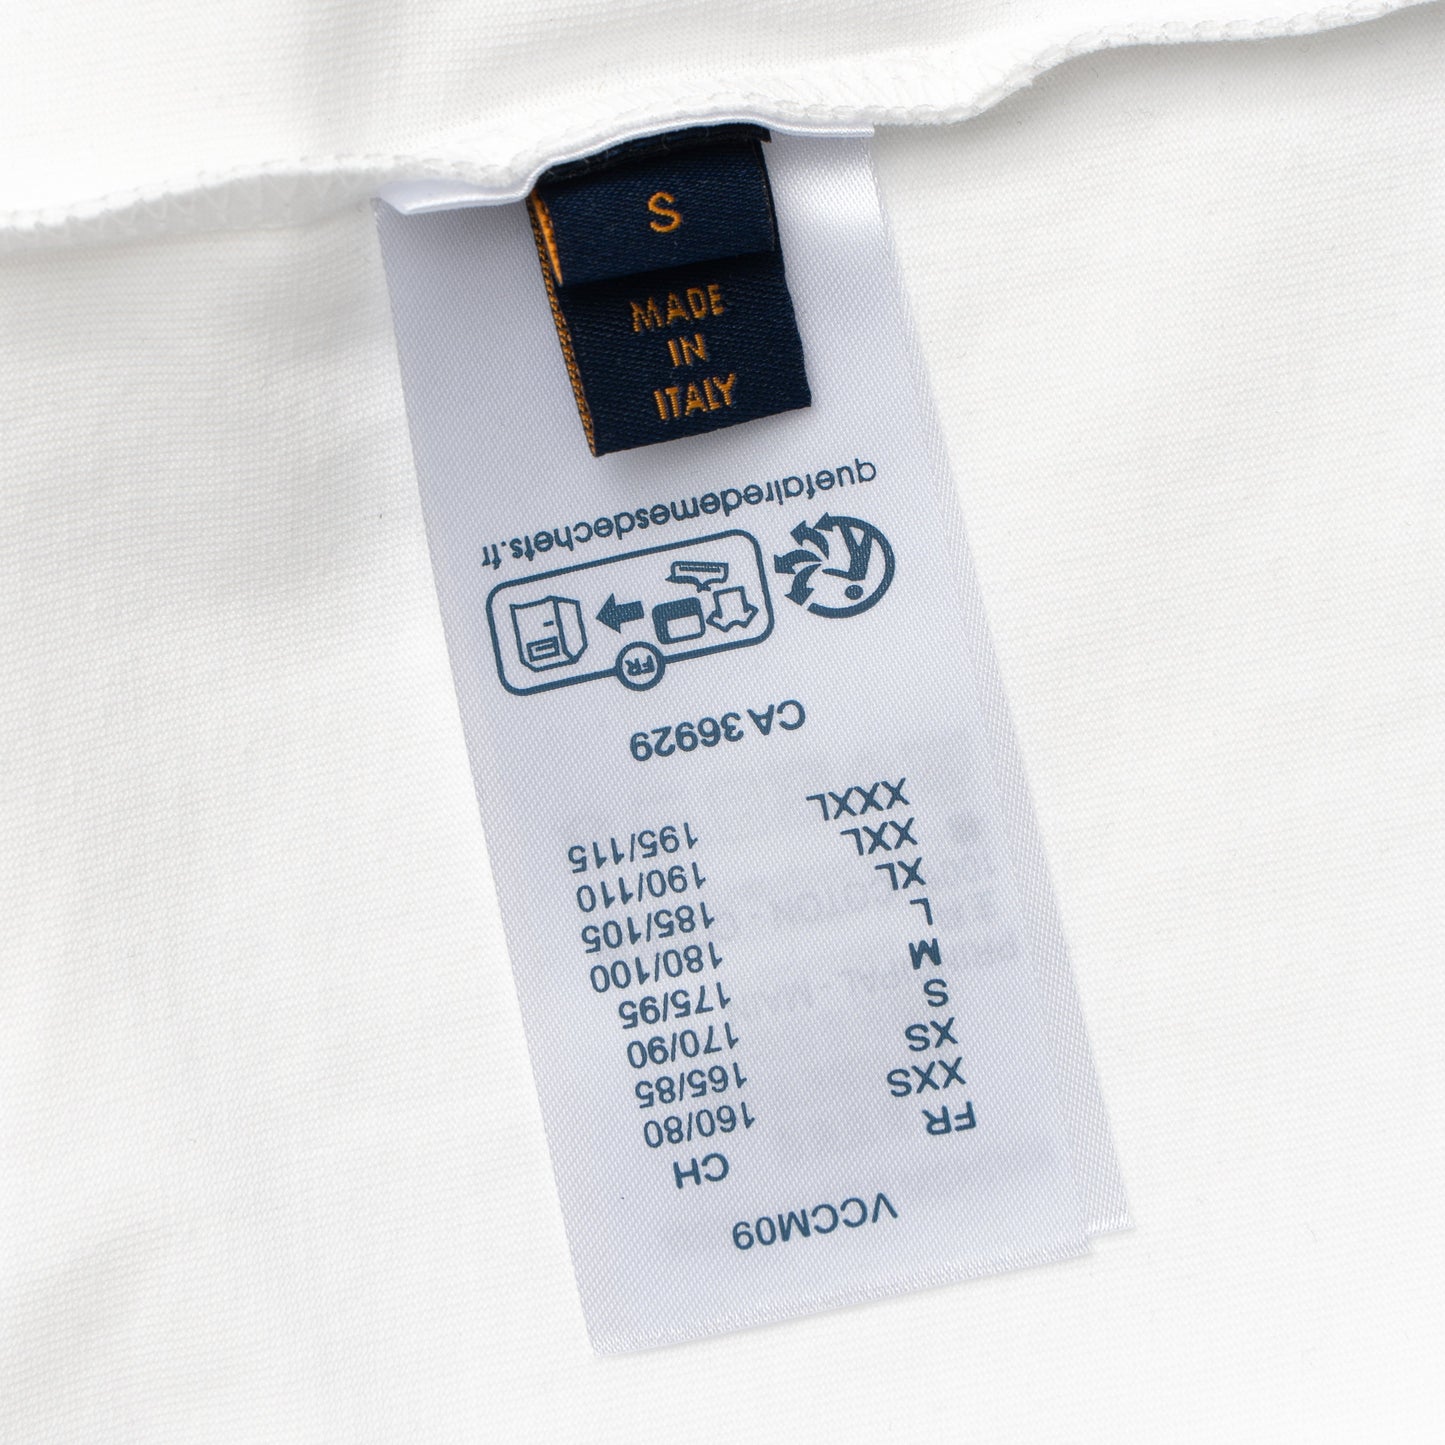 S
MADE
IN
ITALY
VCCM09
FR CH
XXS 160/80
XS 165/85
S 170/90
M 175/95
L 180/100
XL 185/105
XXL 190/110
XXXL 195/115
CA 36929
FR
quefairedemesdechets.fr